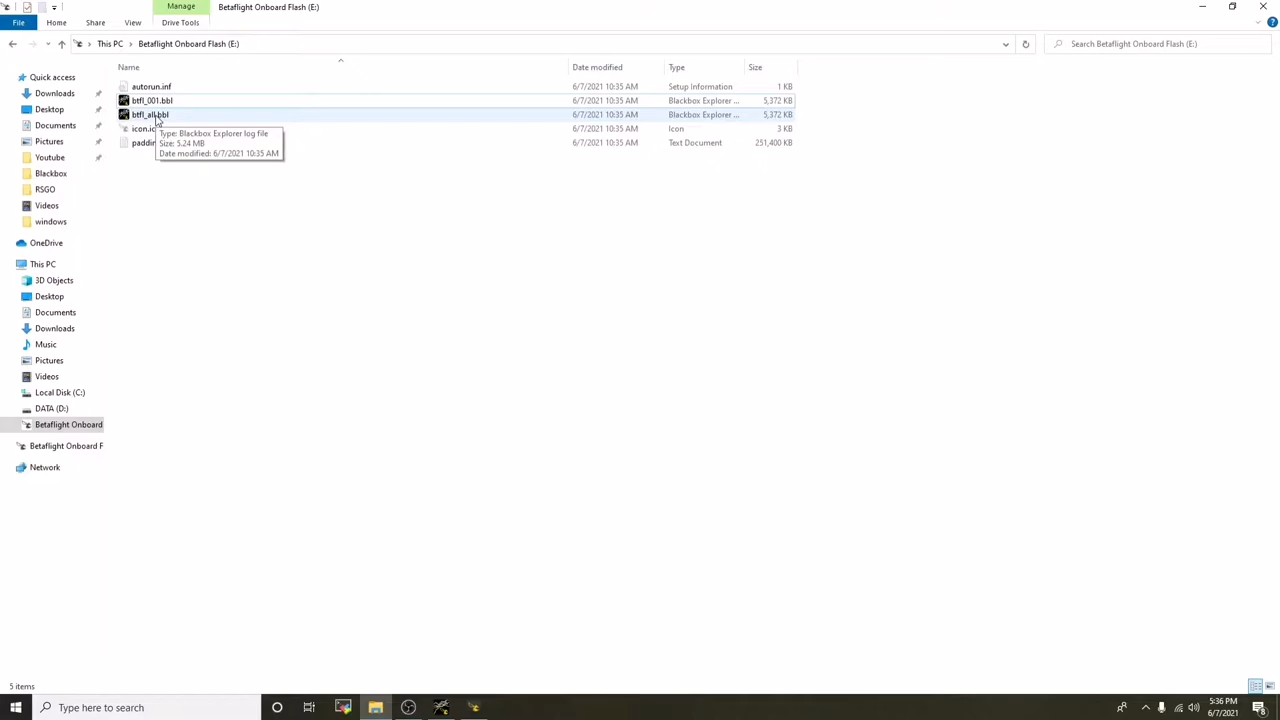 Manage
Betaflight Onboard Flash (E:)
File
Home
Share
View
Drive Tools
This PC
Betaflight Onboard Flash (E:)
Search Betaflight Onboard Flash (E:)
Name
Date modified
Type
Size
autorun.inf
6/7/2021 10:35 AM
Setup Information
1 KB
btfl_001.bbl
6/7/2021 10:35 AM
Blackbox Explorer ...
5,372 KB
btfl_all.bbl
6/7/2021 10:35 AM
Blackbox Explorer ...
5,372 KB
icon.ic
6/7/2021 10:35 AM
Icon
3 KB
paddin
6/7/2021 10:35 AM
Text Document
251,400 KB
Type: Blackbox Explorer log file
Size: 5.24 MB
Date modified: 6/7/2021 10:35 AM
Quick access
Downloads
Desktop
Documents
Pictures
Youtube
Blackbox
RSGO
Videos
windows
OneDrive
This PC
3D Objects
Desktop
Documents
Downloads
Music
Pictures
Videos
Local Disk (C:)
DATA (D:)
Betaflight Onboard
Betaflight Onboard F
Network
5 items
Type here to search
5:36 PM
6/7/2021
8